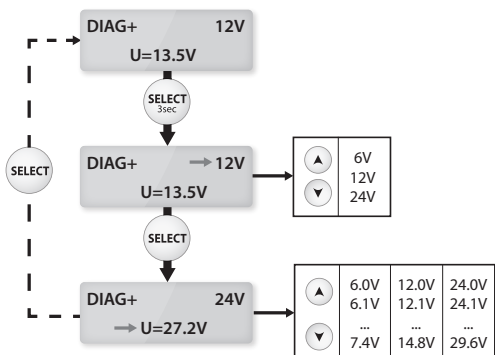 DIAG+ 12V
U=13.5V
SELECT
3sec
DIAG+ → 12V
U=13.5V
6V
12V
24V
SELECT
SELECT
DIAG+ 24V
→ U=27.2V
6.0V 12.0V 24.0V
6.1V 12.1V 24.1V
... ... ...
7.4V 14.8V 29.6V